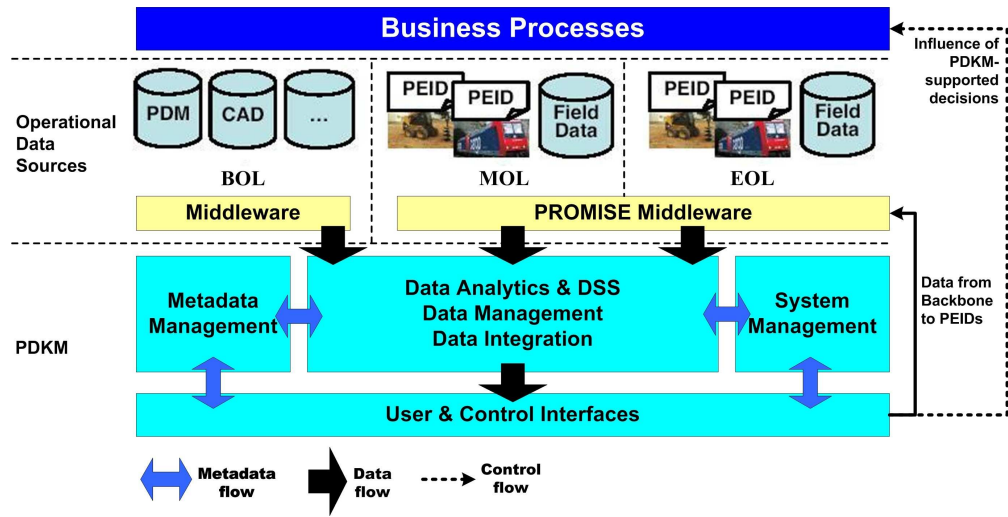 Business Processes
Influence of
PDKM-
supported
decisions
Operational
Data
Sources
PDM
CAD
...
PEID
PEID
Field
Data
PEID
PEID
Field
Data
BOL
MOL
EOL
Middleware
PROMISE Middleware
PDKM
Metadata
Management
Data Analytics & DSS
Data Management
Data Integration
System
Management
Data from
Backbone
to PEIDs
User & Control Interfaces
Metadata
flow
Data
flow
Control
flow